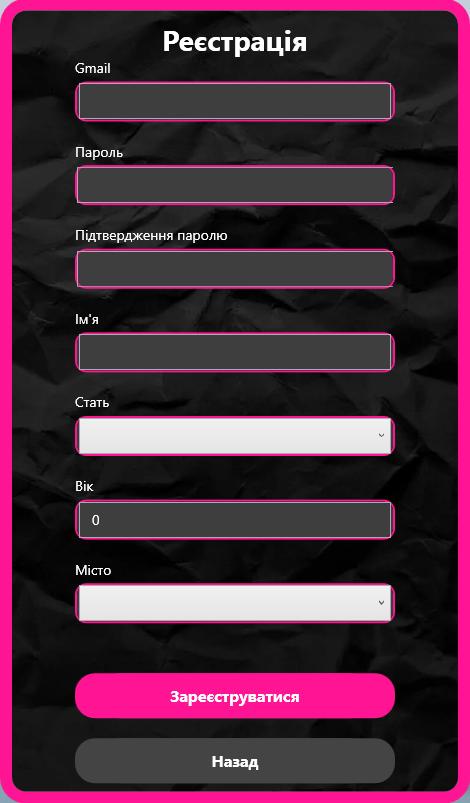 Реєстрація
Gmail
Пароль
Підтвердження паролю
Ім'я
Стать
Вік
0
Місто
Зареєструватися
Назад